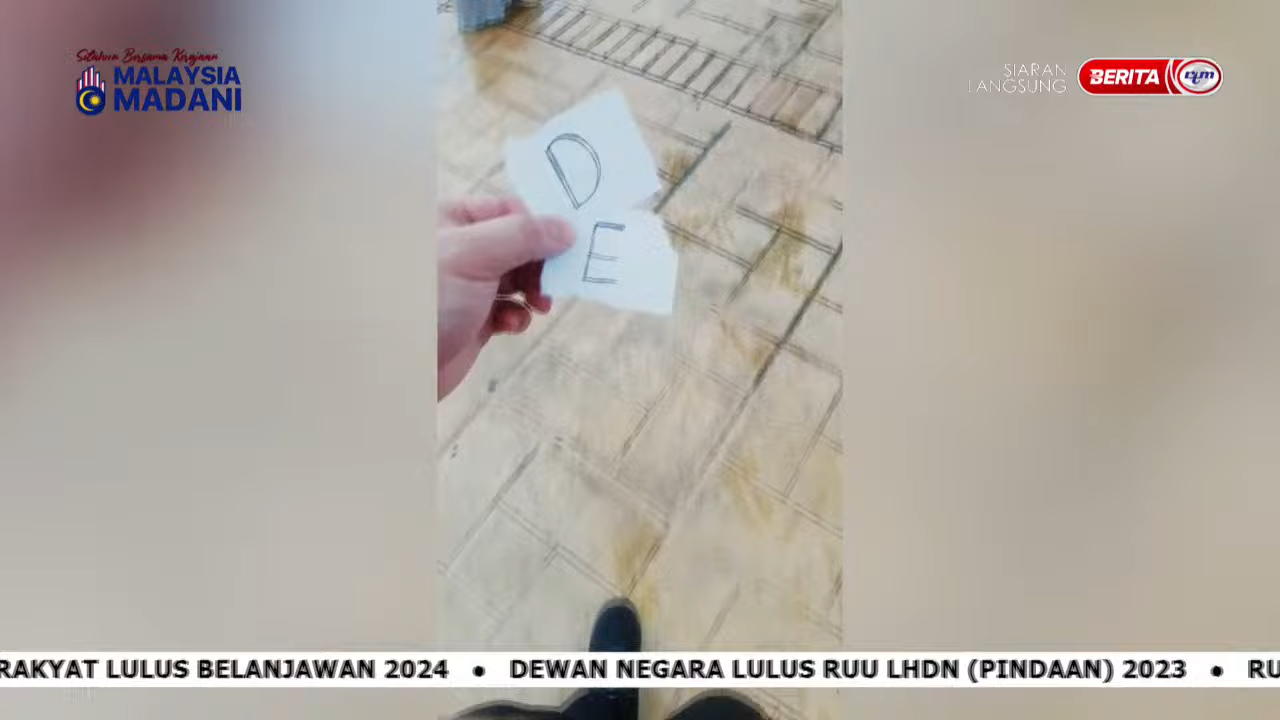 Setahun Bersama Kerajaan
MALAYSIA
MADANI
SIARAN
LANGSUNG
BERITA rtm
D
E
RAKYAT LULUS BELANJAWAN 2024 • DEWAN NEGARA LULUS RUU LHDN (PINDAAN) 2023 • RU